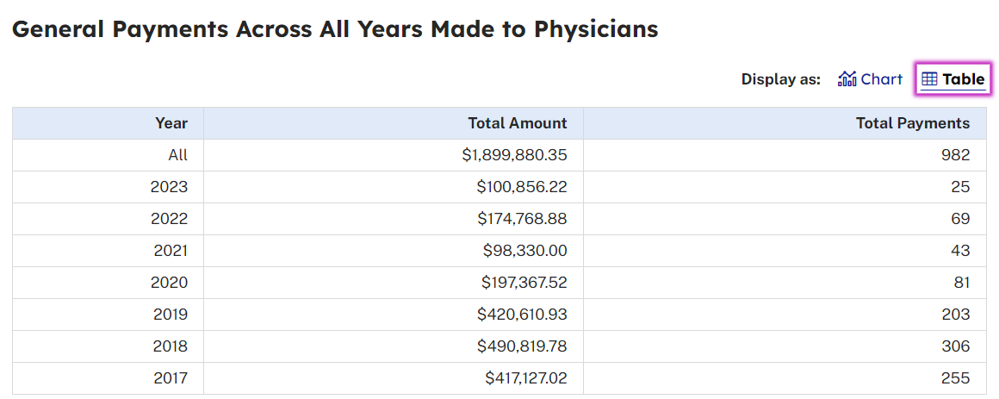 General Payments Across All Years Made to Physicians
Display as: Chart Table
Year Total Amount Total Payments
All $1,899,880.35 982
2023 $100,856.22 25
2022 $174,768.88 69
2021 $98,330.00 43
2020 $197,367.52 81
2019 $420,610.93 203
2018 $490,819.78 306
2017 $417,127.02 255